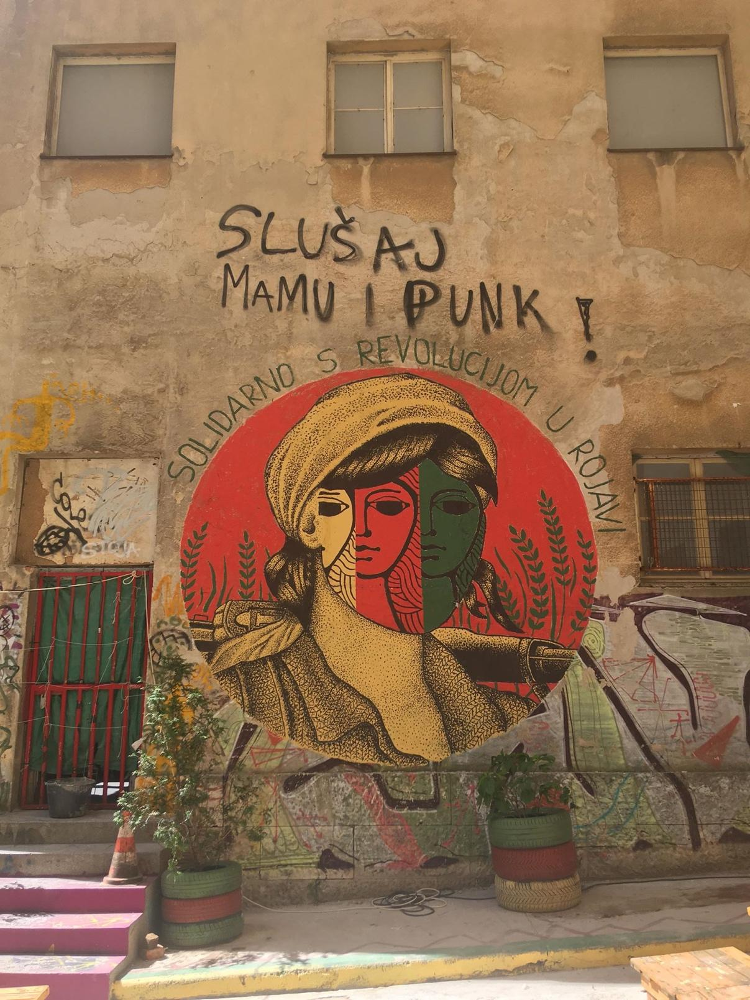 SLUŠAJ
MAMU I PUNK!
SOLIDARNO S REVOLUCIJOM U ROJAVI